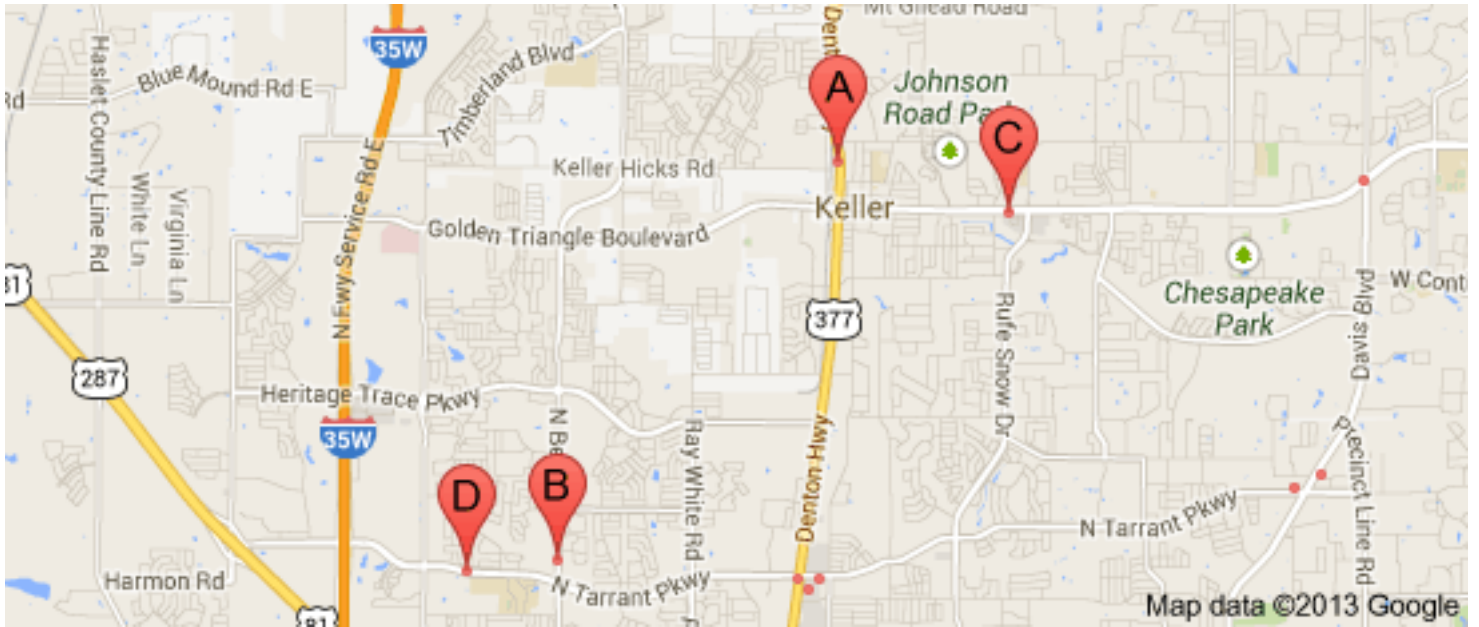 Mt Gilead Road
35W
Haslet County Line Rd
Blue Mound Rd E
Rd
Timberland Blvd
A
Johnson
Road Park
C
Keller Hicks Rd
White Ln
Virginia Ln
N Fwy Service Rd E
Golden Triangle Boulevard
Keller
377
Rufe Snow Dr
Chesapeake
Park
Davis Blvd
W Cont
287
Heritage Trace Pkwy
35W
N Be
Ray White Rd
Denton Hwy
D
B
Precinct Line Rd
N Tarrant Pkwy
N Tarrant Pkwy
Harmon Rd
81
Map data ©2013 Google